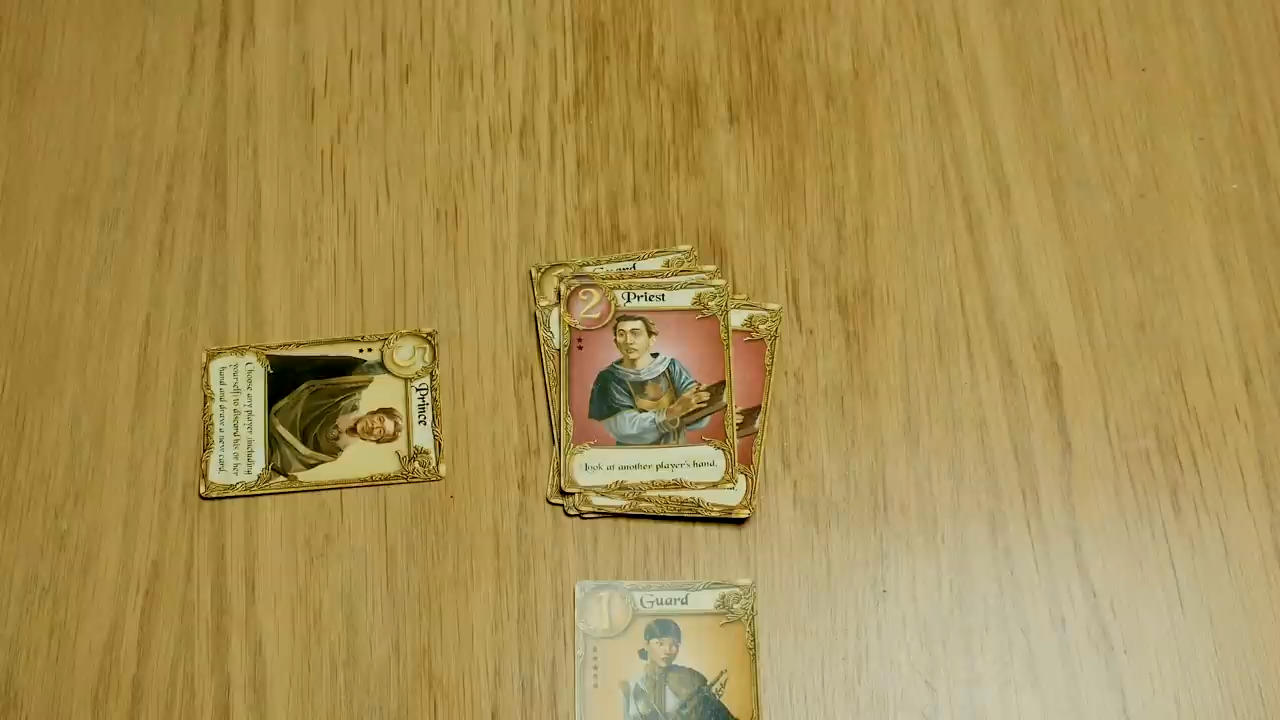 Guard
2 Priest
look at another player's hand.
5
Prince
Choose any player (including
yourself) to discard his or her
hand and draw a new card.
1 Guard